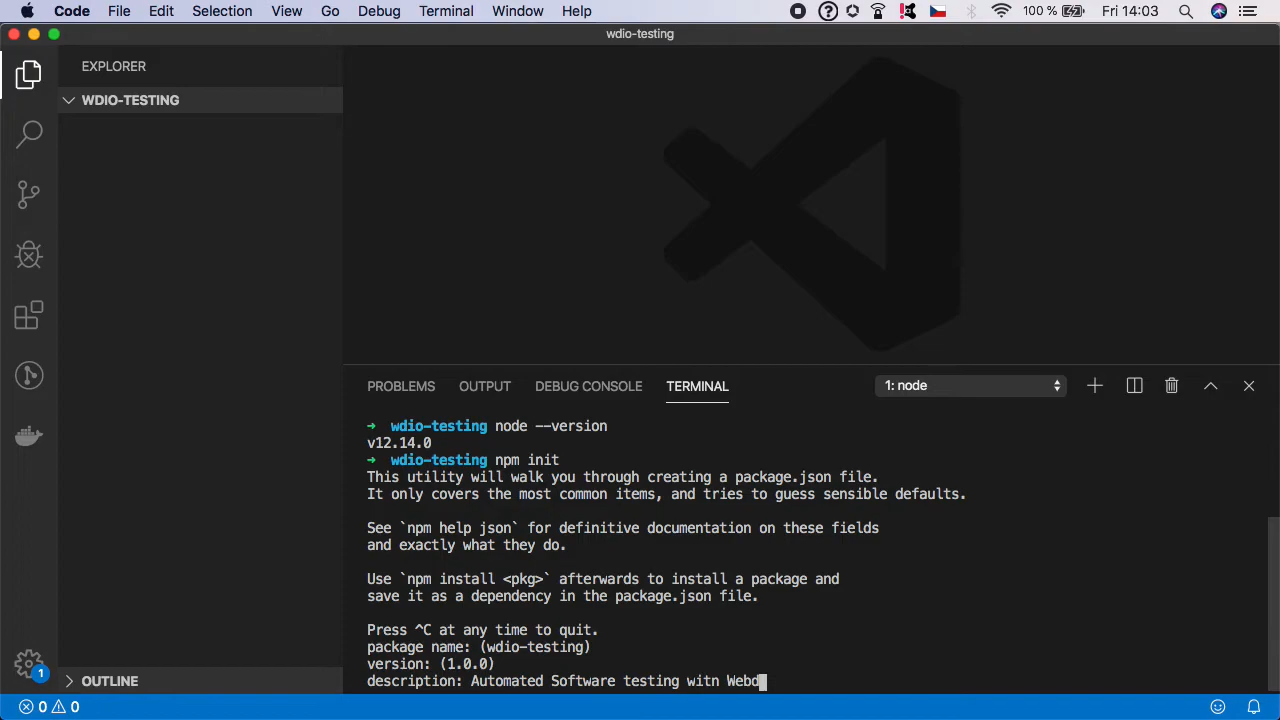 Code File Edit Selection View Go Debug Terminal Window Help 100 % Fri 14:03
wdio-testing
EXPLORER
WDIO-TESTING
PROBLEMS OUTPUT DEBUG CONSOLE TERMINAL 1: node
→ wdio-testing node --version
v12.14.0
→ wdio-testing npm init
This utility will walk you through creating a package.json file.
It only covers the most common items, and tries to guess sensible defaults.
See `npm help json` for definitive documentation on these fields
and exactly what they do.
Use `npm install <pkg>` afterwards to install a package and
save it as a dependency in the package.json file.
Press ^C at any time to quit.
package name: (wdio-testing)
version: (1.0.0)
description: Automated Software testing witn Webd
OUTLINE
1
0 0